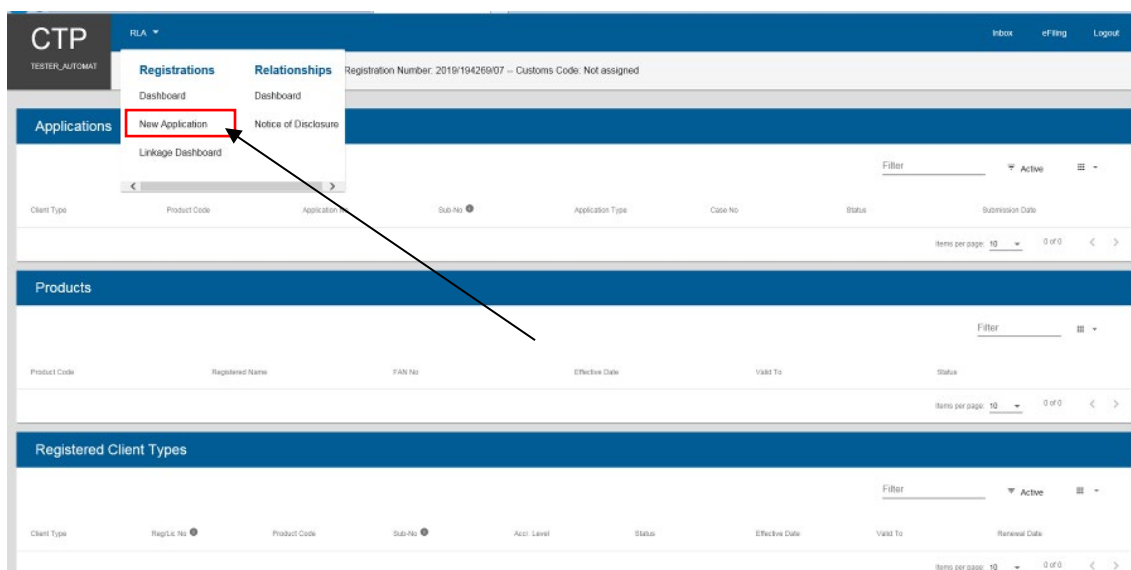 CTP
RLA
Inbox eFiling Logout
TESTER_AUTOMAT
Registrations Relationships
Registration Number: 2019/194269/07 -- Customs Code: Not assigned
Dashboard Dashboard
New Application Notice of Disclosure
Linkage Dashboard
Applications
Filter Active
Client Type Product Code Application Sub-No Application Type Case No Status Submission Date
Items per page: 10 0 of 0
Products
Filter
Product Code Registered Name FAN No Effective Date Valid To Status
Items per page: 10 0 of 0
Registered Client Types
Filter Active
Client Type Reg/Lic No Product Code Sub-No Accr. Level Status Effective Date Valid To Renewal Date
Items per page: 10 0 of 0